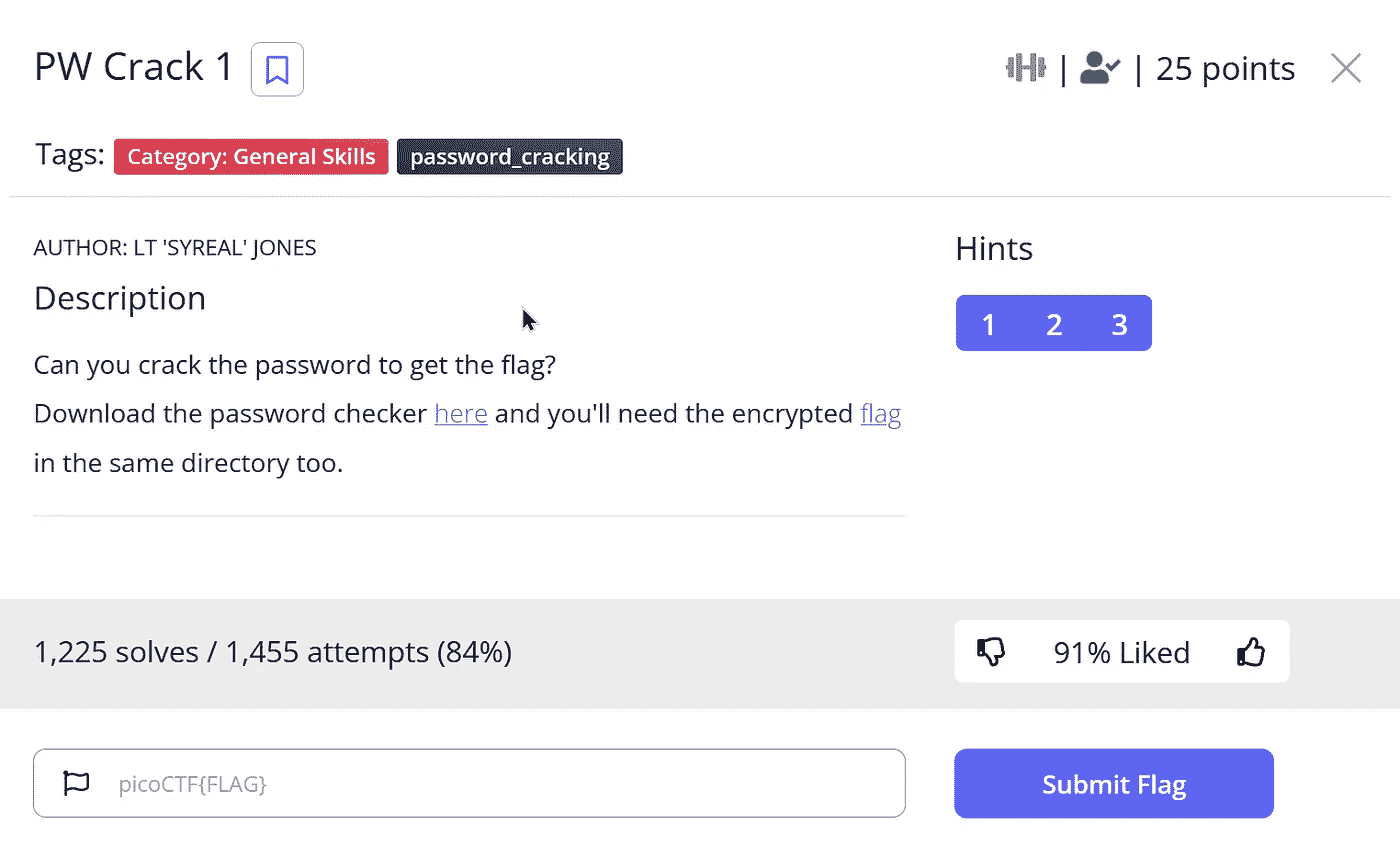 PW Crack 1
| | 25 points
Tags: Category: General Skills password_cracking
AUTHOR: LT 'SYREAL' JONES
Description
Can you crack the password to get the flag?
Download the password checker here and you'll need the encrypted flag
in the same directory too.
Hints
1 2 3
1,225 solves / 1,455 attempts (84%)
91% Liked
picoCTF{FLAG}
Submit Flag